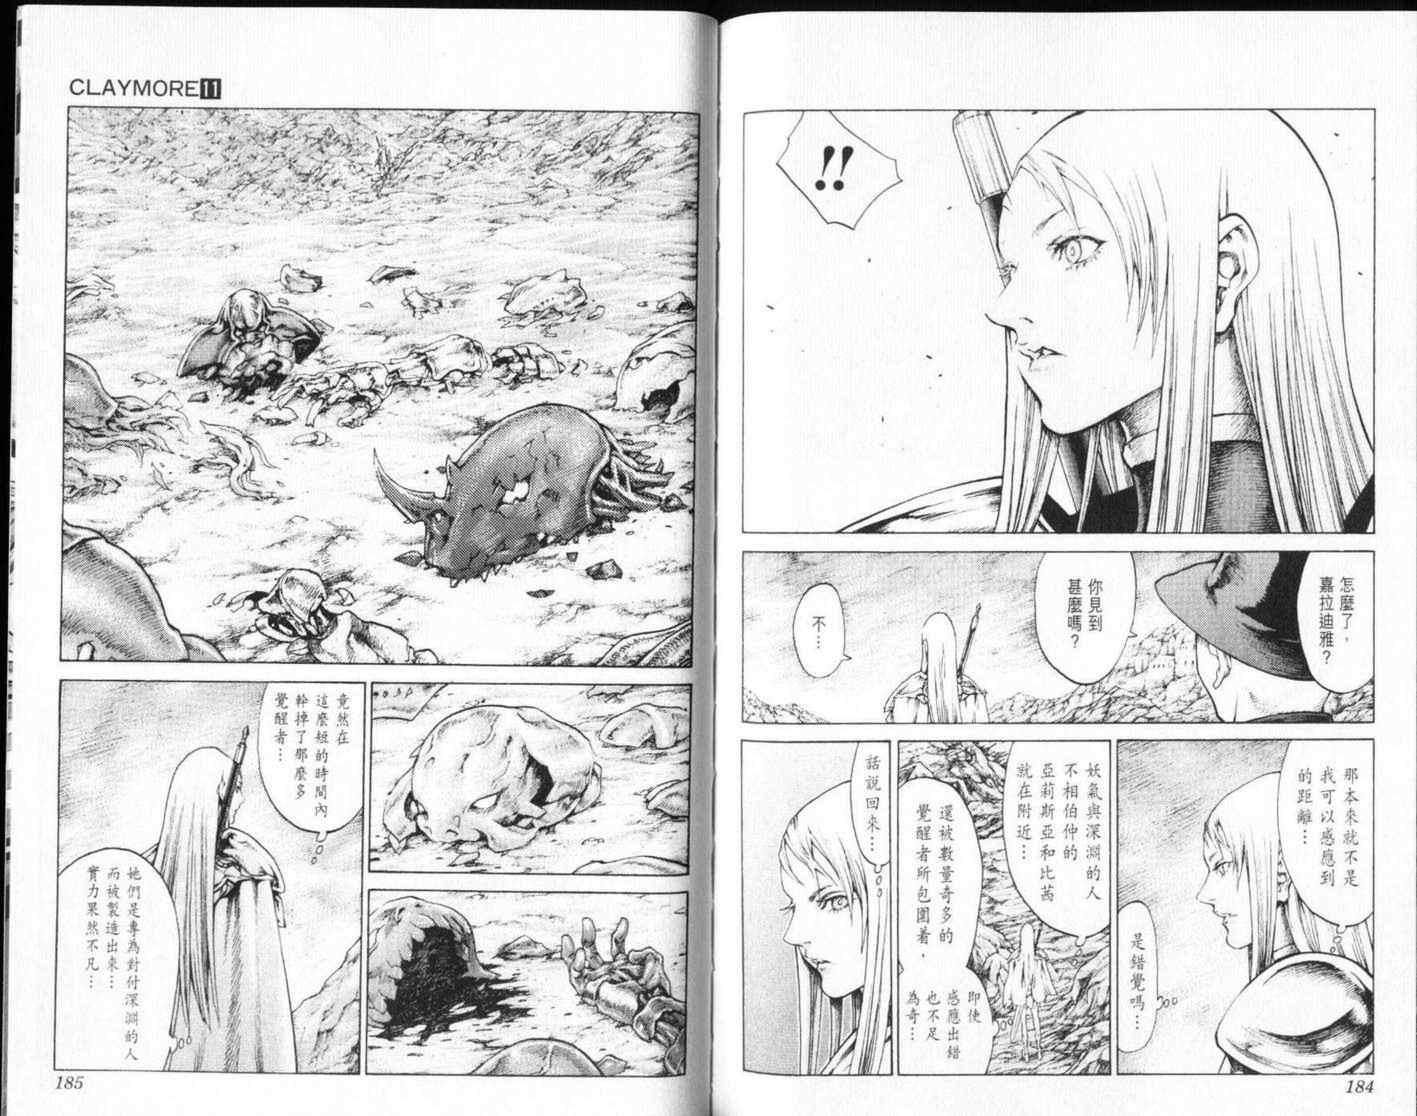 CLAYMORE 11
!!
怎麼了，
嘉拉迪雅？
你見到
甚麼嗎？
不…
那本來就不是
我可以感應到
的距離…
是錯覺嗎…
妖氣與深淵的人
不相伯仲的
亞莉斯亞和比茜
就在附近…
還被數量奇多的
覺醒者所包圍着，
即使
感應出錯
也不足
為奇…
話說回來…
184
竟然在
這麼短的時間內
幹掉了那麼多
覺醒者…
她們是專為對付深淵的人
而被製造出來…
實力果然不凡…
185